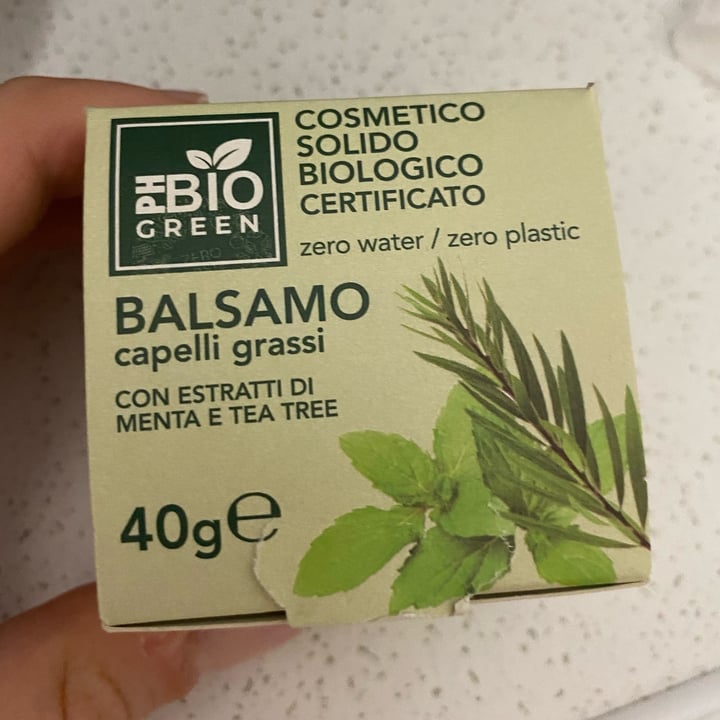 PH
BIO
GREEN
ZERO
COSMETICO
SOLIDO
BIOLOGICO
CERTIFICATO
zero water / zero plastic
BALSAMO
capelli grassi
CON ESTRATTI DI
MENTA E TEA TREE
40g℮